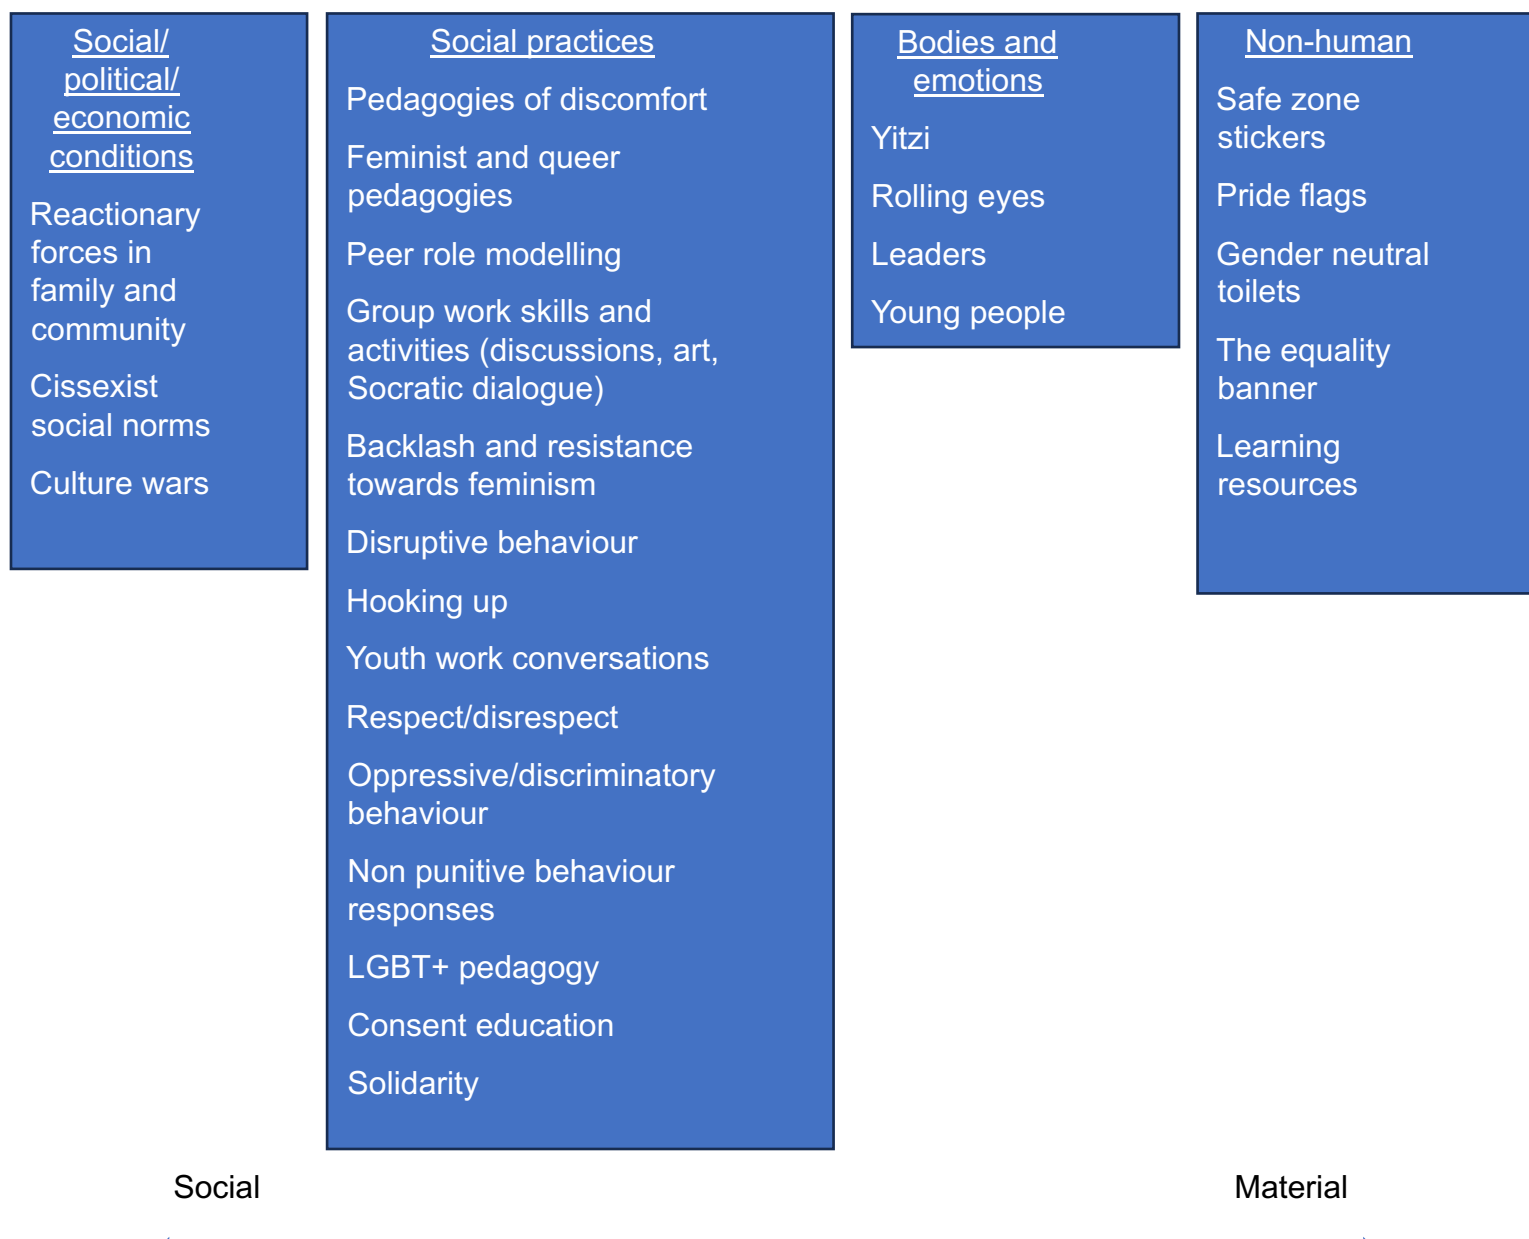 Social/
political/
economic
conditions
Reactionary
forces in
family and
community
Cissexist
social norms
Culture wars
Social practices
Pedagogies of discomfort
Feminist and queer
pedagogies
Peer role modelling
Group work skills and
activities (discussions, art,
Socratic dialogue)
Backlash and resistance
towards feminism
Disruptive behaviour
Hooking up
Youth work conversations
Respect/disrespect
Oppressive/discriminatory
behaviour
Non punitive behaviour
responses
LGBT+ pedagogy
Consent education
Solidarity
Bodies and
emotions
Yitzi
Rolling eyes
Leaders
Young people
Non-human
Safe zone
stickers
Pride flags
Gender neutral
toilets
The equality
banner
Learning
resources
Social
Material